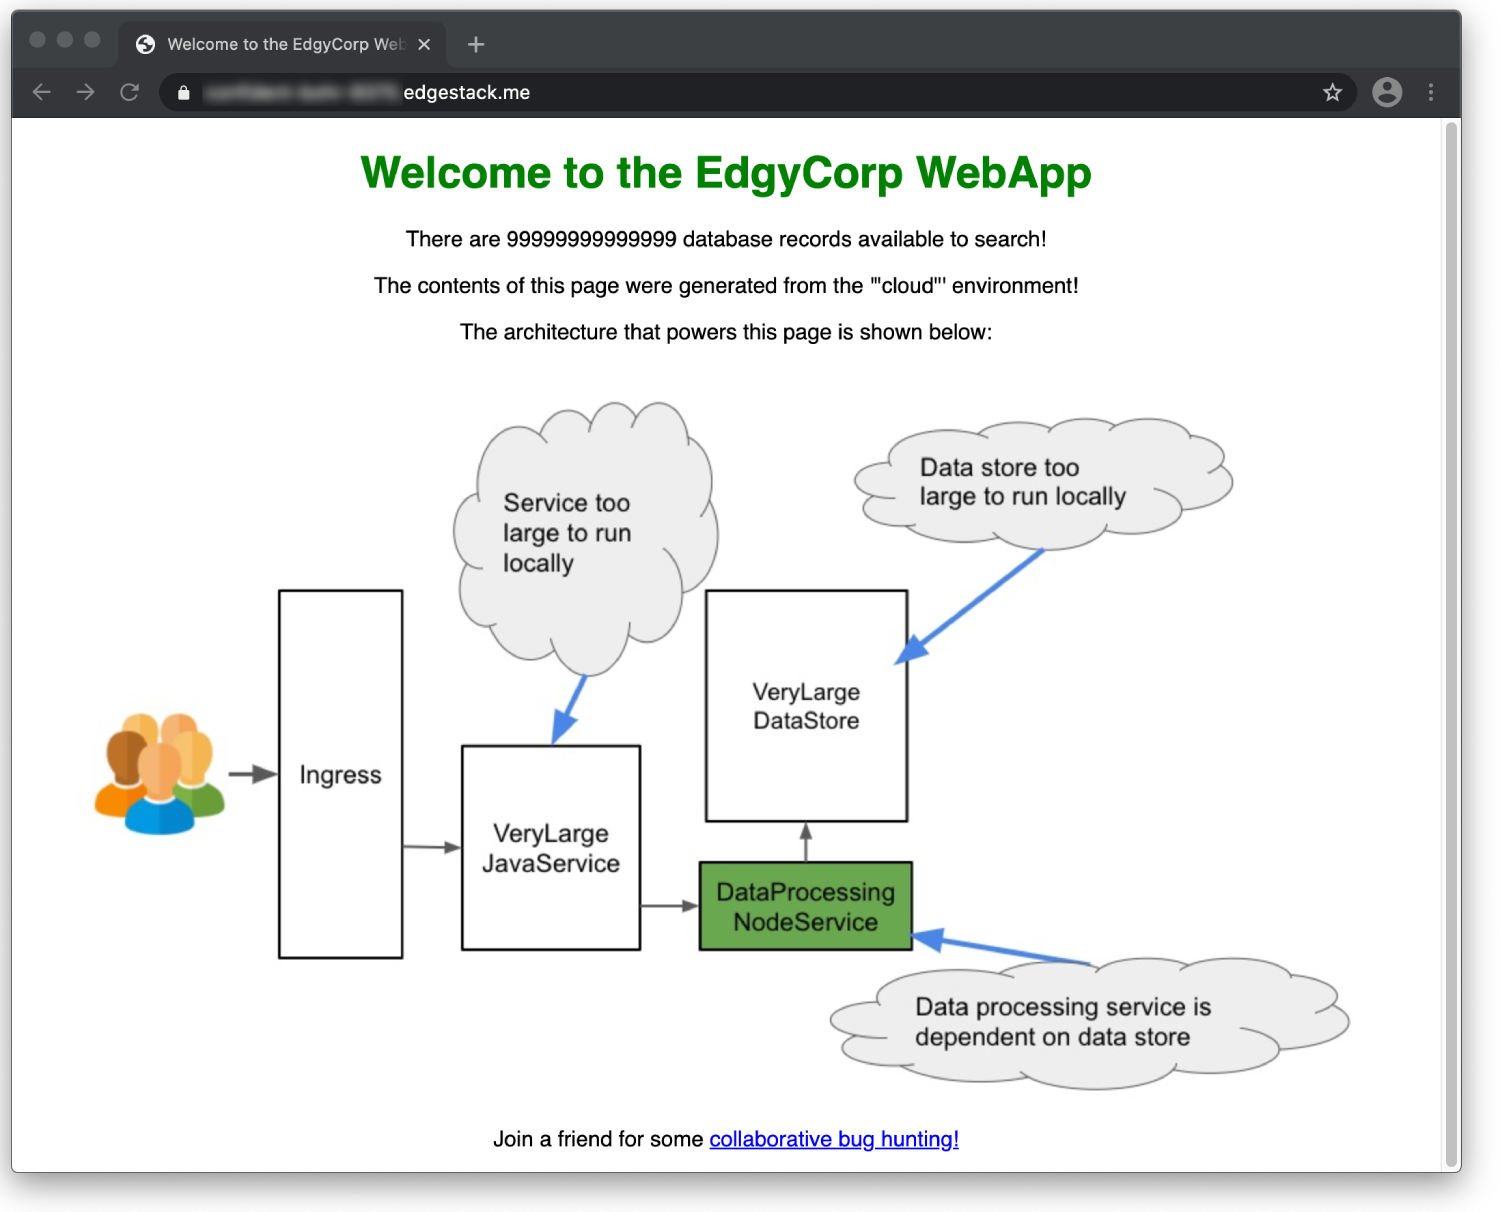 Welcome to the EdgyCorp Web
edgestack.me
Welcome to the EdgyCorp WebApp
There are 99999999999999 database records available to search!
The contents of this page were generated from the "'cloud"' environment!
The architecture that powers this page is shown below:
Service too
large to run
locally
Data store too
large to run locally
VeryLarge
DataStore
Ingress
VeryLarge
JavaService
DataProcessing
NodeService
Data processing service is
dependent on data store
Join a friend for some collaborative bug hunting!